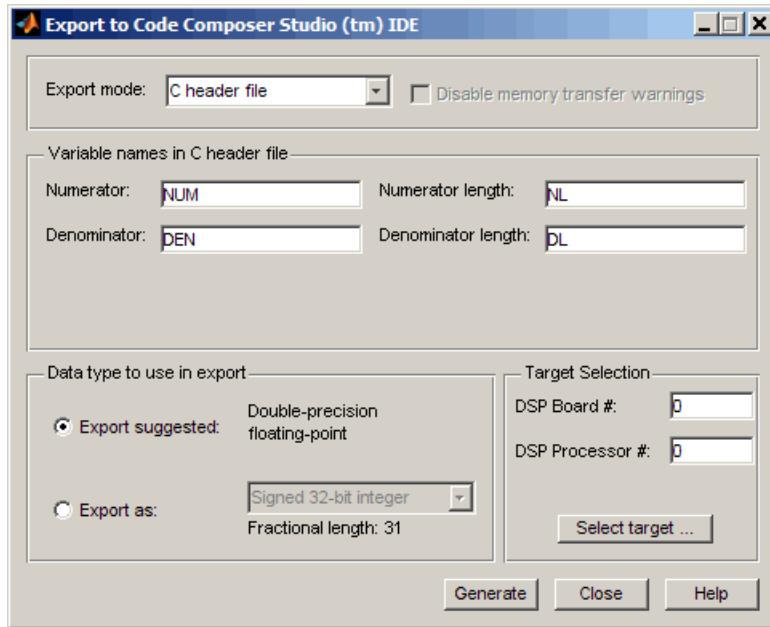 Export to Code Composer Studio (tm) IDE
Export mode: C header file Disable memory transfer warnings
Variable names in C header file
Numerator: NUM Numerator length: NL
Denominator: DEN Denominator length: DL
Data type to use in export
Export suggested: Double-precision
floating-point
Export as: Signed 32-bit integer
Fractional length: 31
Target Selection
DSP Board #: 0
DSP Processor #: 0
Select target ...
Generate Close Help